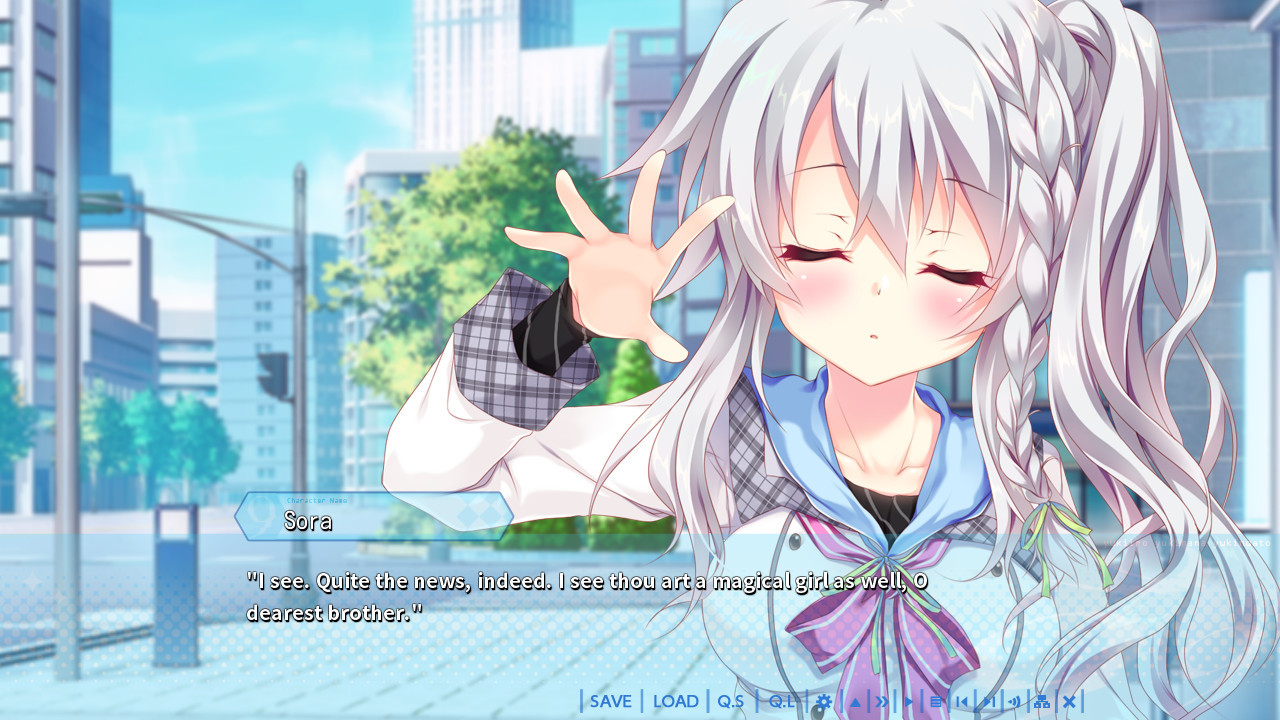 Character Name
Sora
"I see. Quite the news, indeed. I see thou art a magical girl as well, O
dearest brother."
SAVE LOAD Q.S Q.L